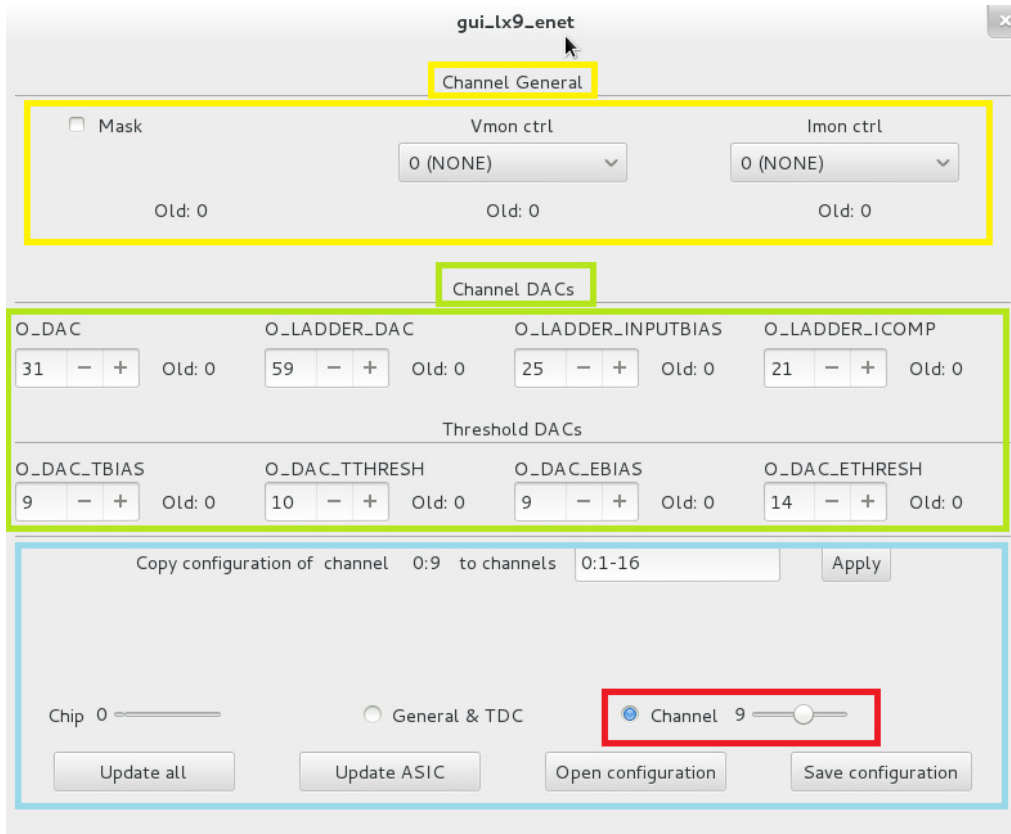 gui_lx9_enet
Channel General
Mask Vmon ctrl Imon ctrl
0 (NONE) 0 (NONE)
Old: 0 Old: 0 Old: 0
Channel DACs
O_DAC O_LADDER_DAC O_LADDER_INPUTBIAS O_LADDER_ICOMP
31 − + Old: 0 59 − + Old: 0 25 − + Old: 0 21 − + Old: 0
Threshold DACs
O_DAC_TBIAS O_DAC_TTHRESH O_DAC_EBIAS O_DAC_ETHRESH
9 − + Old: 0 10 − + Old: 0 9 − + Old: 0 14 − + Old: 0
Copy configuration of channel 0:9 to channels 0:1-16 Apply
Chip 0 General & TDC Channel 9
Update all Update ASIC Open configuration Save configuration